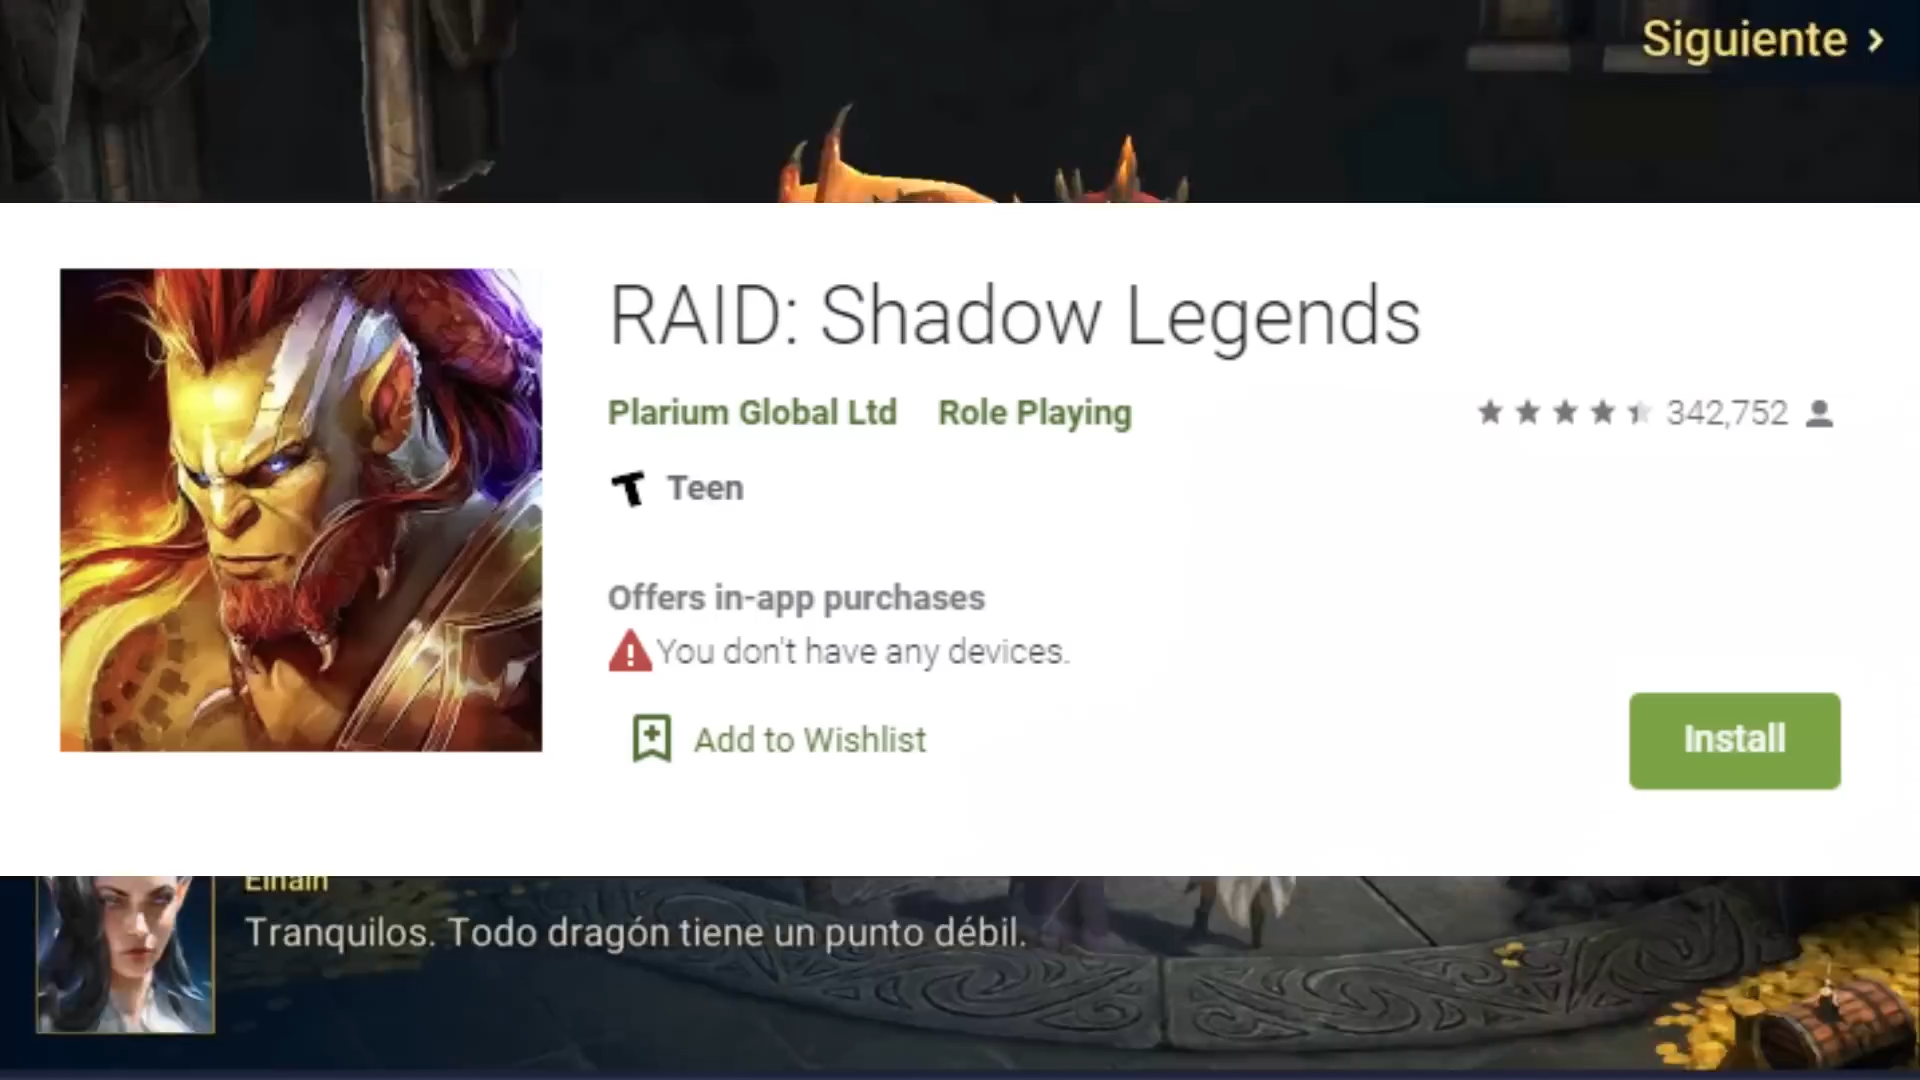 Siguiente
RAID: Shadow Legends
Plarium Global Ltd Role Playing
342,752
T Teen
Offers in-app purchases
You don't have any devices.
Add to Wishlist
Install
Elhain
Tranquilos. Todo dragón tiene un punto débil.